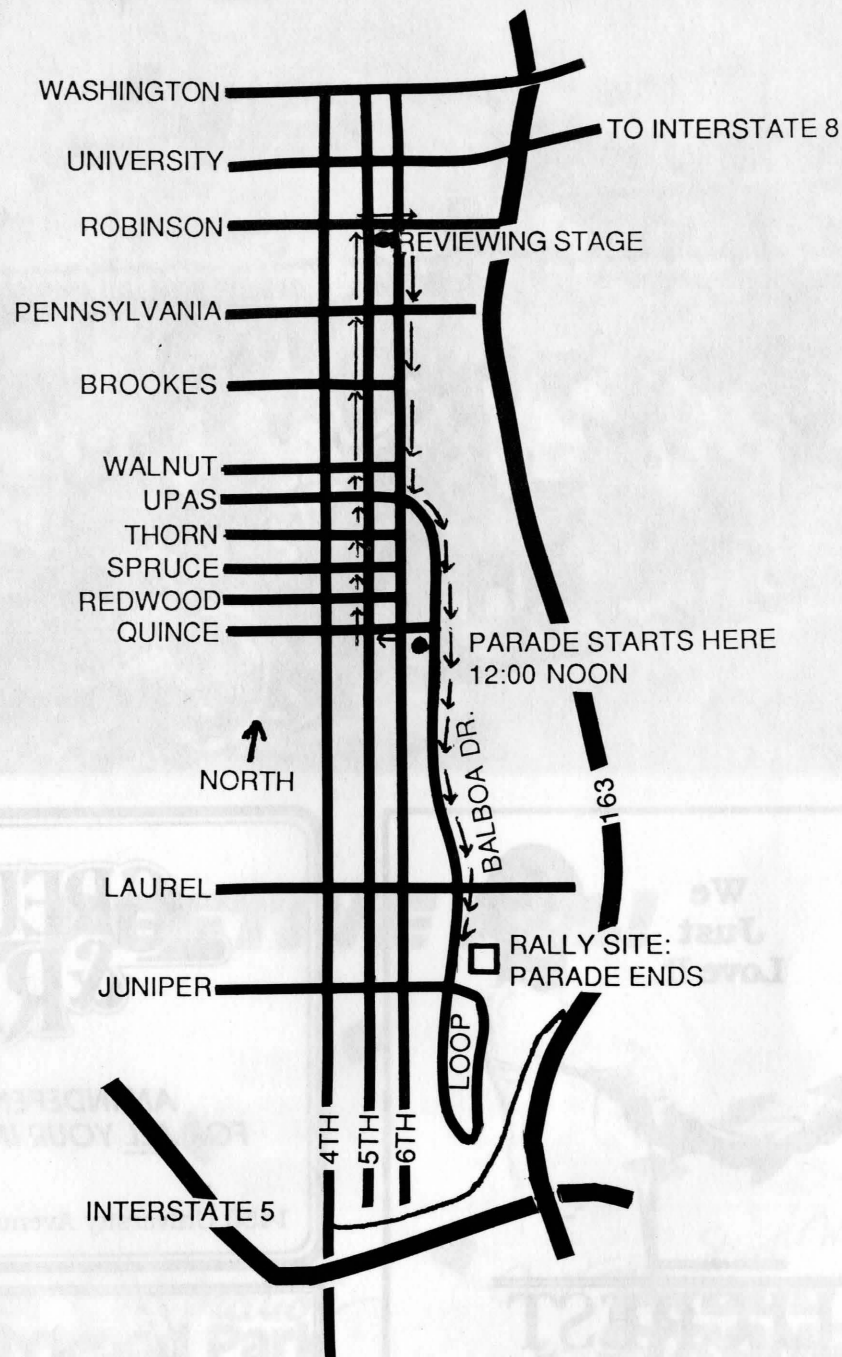 WASHINGTON
TO INTERSTATE 8
UNIVERSITY
ROBINSON
REVIEWING STAGE
PENNSYLVANIA
BROOKES
WALNUT
UPAS
THORN
SPRUCE
REDWOOD
QUINCE
PARADE STARTS HERE
12:00 NOON
NORTH
BALBOA DR.
163
LAUREL
RALLY SITE:
PARADE ENDS
JUNIPER
LOOP
4TH
5TH
6TH
INTERSTATE 5
We
Just
Love